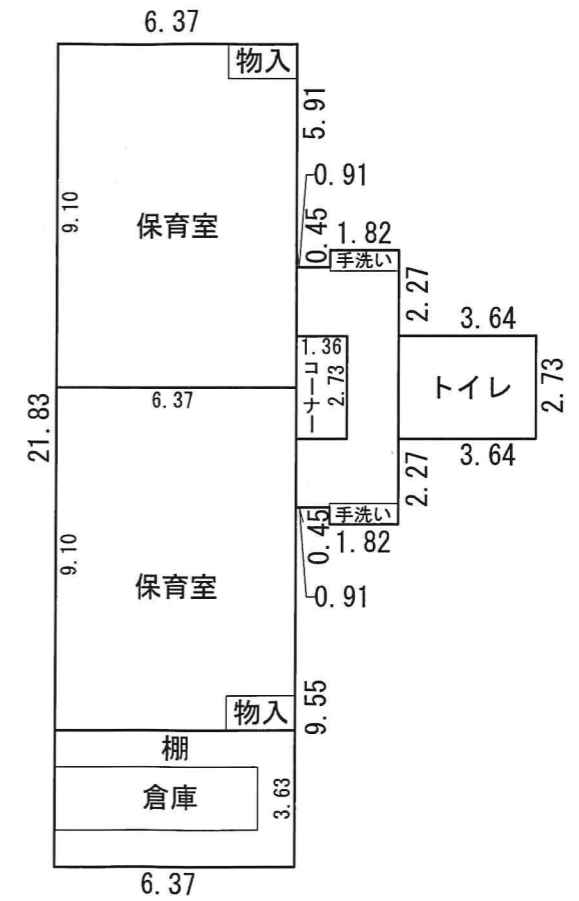 6.37
物入
5.91
0.91
9.10
保育室
0.45
1.82
手洗い
2.27
3.64
1.36
コーナー
2.73
トイレ
2.73
6.37
21.83
3.64
2.27
手洗い
0.45
1.82
9.10
保育室
0.91
9.55
物入
棚
倉庫
3.63
6.37